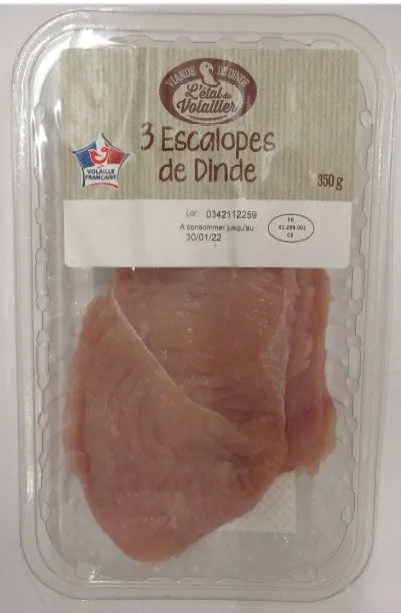 VIANDE DE DINDE
L'étal du
Volailler
3 Escalopes
de Dinde
VOLAILLE
FRANÇAISE
350 g
Lot 0342112259
A consommer jusqu'au
30/01/22
FR
CE